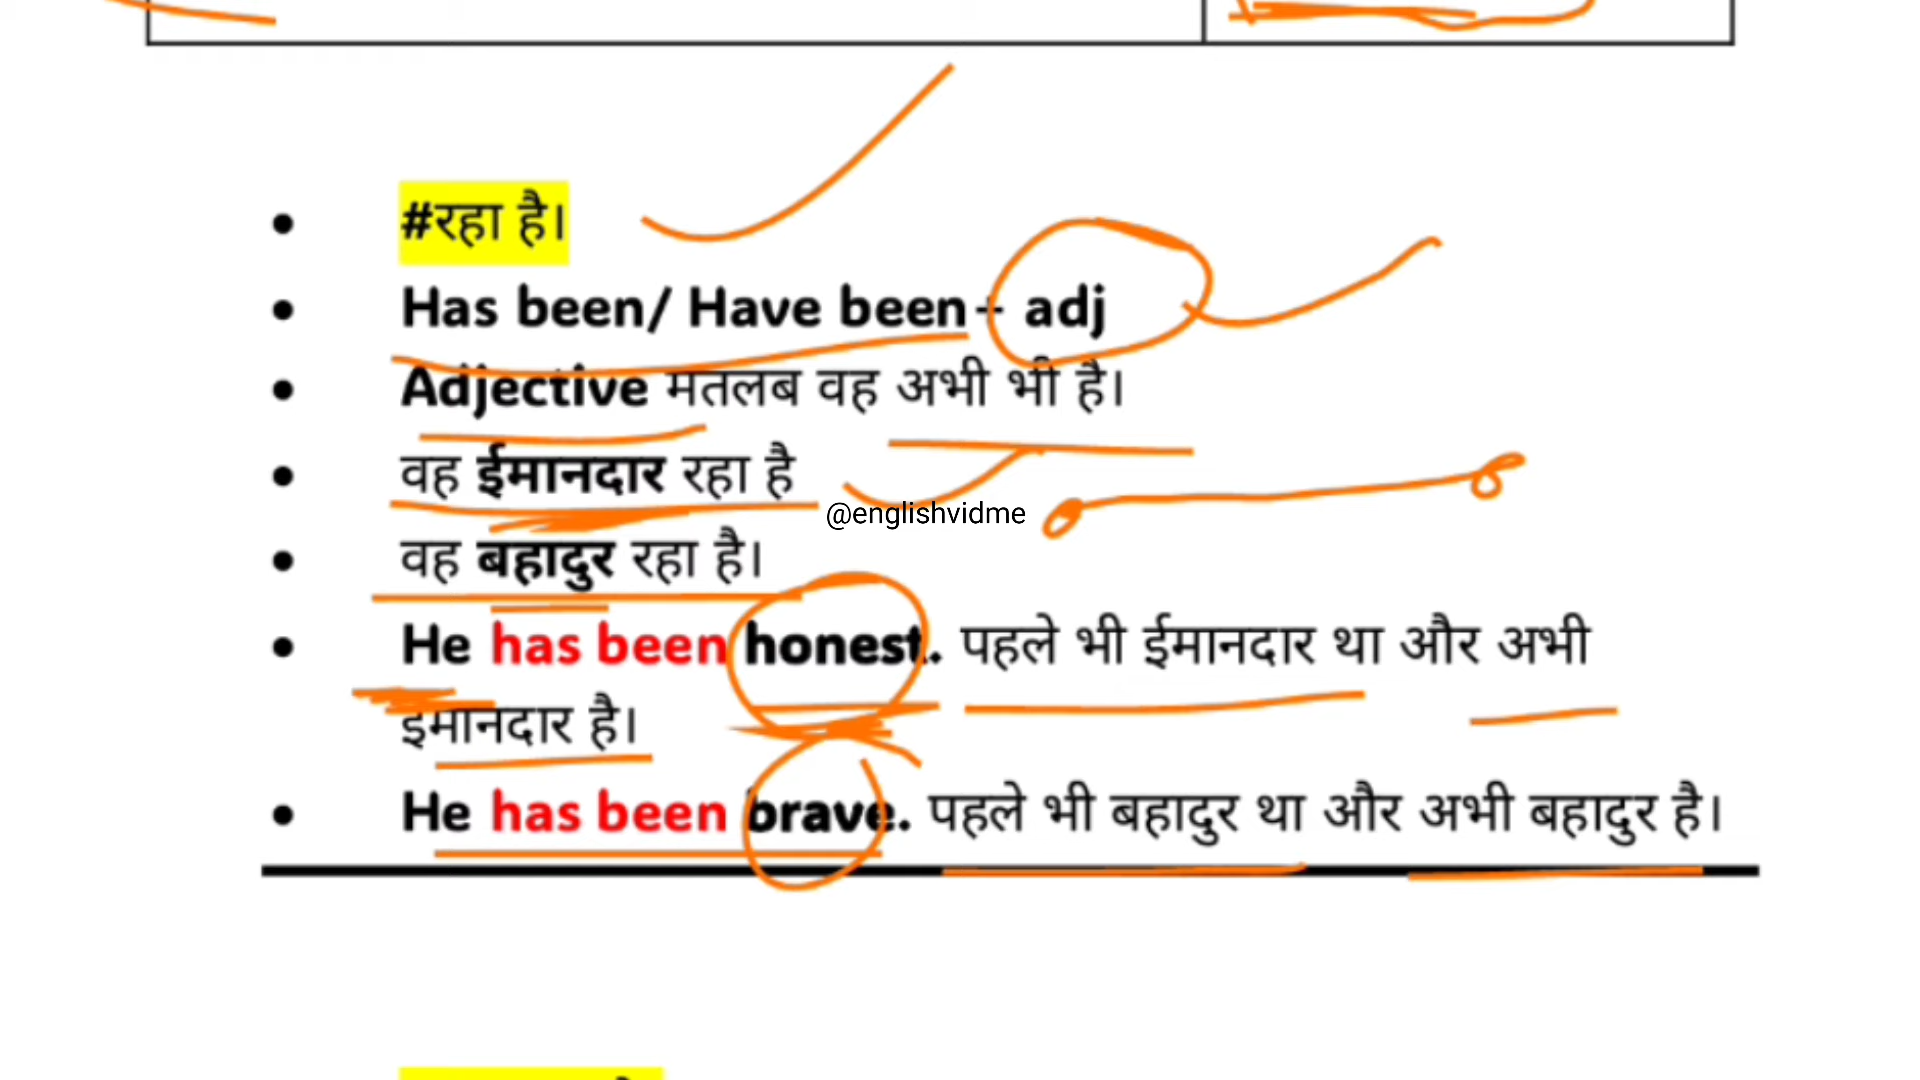 #रहा है।
Has been/ Have been+ adj
Adjective मतलब वह अभी भी है।
वह ईमानदार रहा है
@englishvidme
वह बहादुर रहा है।
He has been honest. पहले भी ईमानदार था और अभी
ईमानदार है।
He has been brave. पहले भी बहादुर था और अभी बहादुर है।